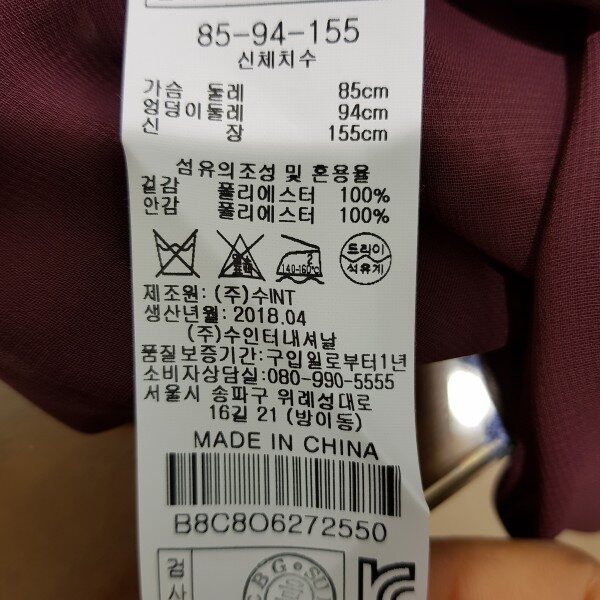 85-94-155
신체치수
가슴 둘레 85cm
엉덩이둘레 94cm
신 장 155cm
섬유의조성 및 혼용율
겉감 폴리에스터 100%
안감 폴리에스터 100%
140-160℃ 드라이 석유계
제조원: (주)수INT
생산년월: 2018.04
(주)수인터내셔날
품질보증기간:구입일로부터1년
소비자상담실:080-990-5555
서울시 송파구 위례성대로
16길 21 (방이동)
MADE IN CHINA
B8C8O6272550
검사